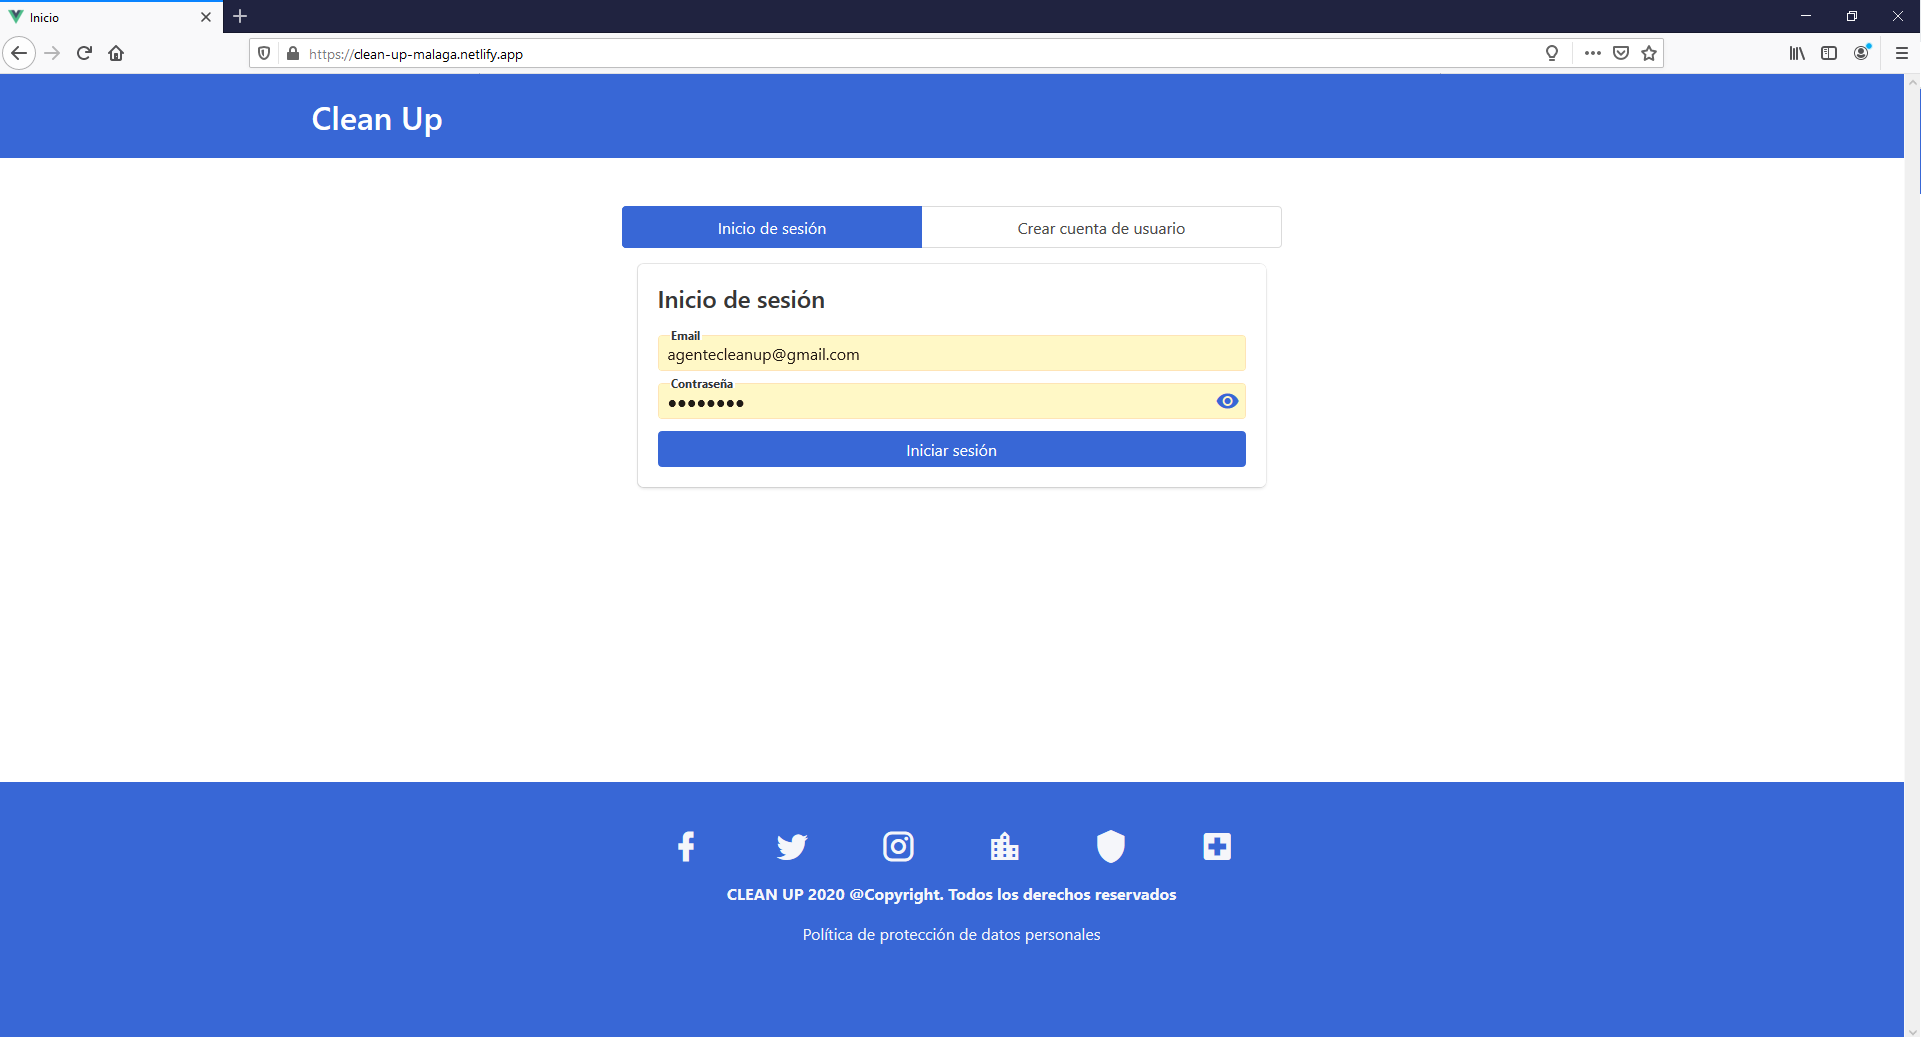 Inicio
https://clean-up-malaga.netlify.app
Clean Up
Inicio de sesión
Crear cuenta de usuario
Inicio de sesión
Email
agentecleanup@gmail.com
Contraseña
●●●●●●●●
Iniciar sesión
CLEAN UP 2020 @Copyright. Todos los derechos reservados
Política de protección de datos personales